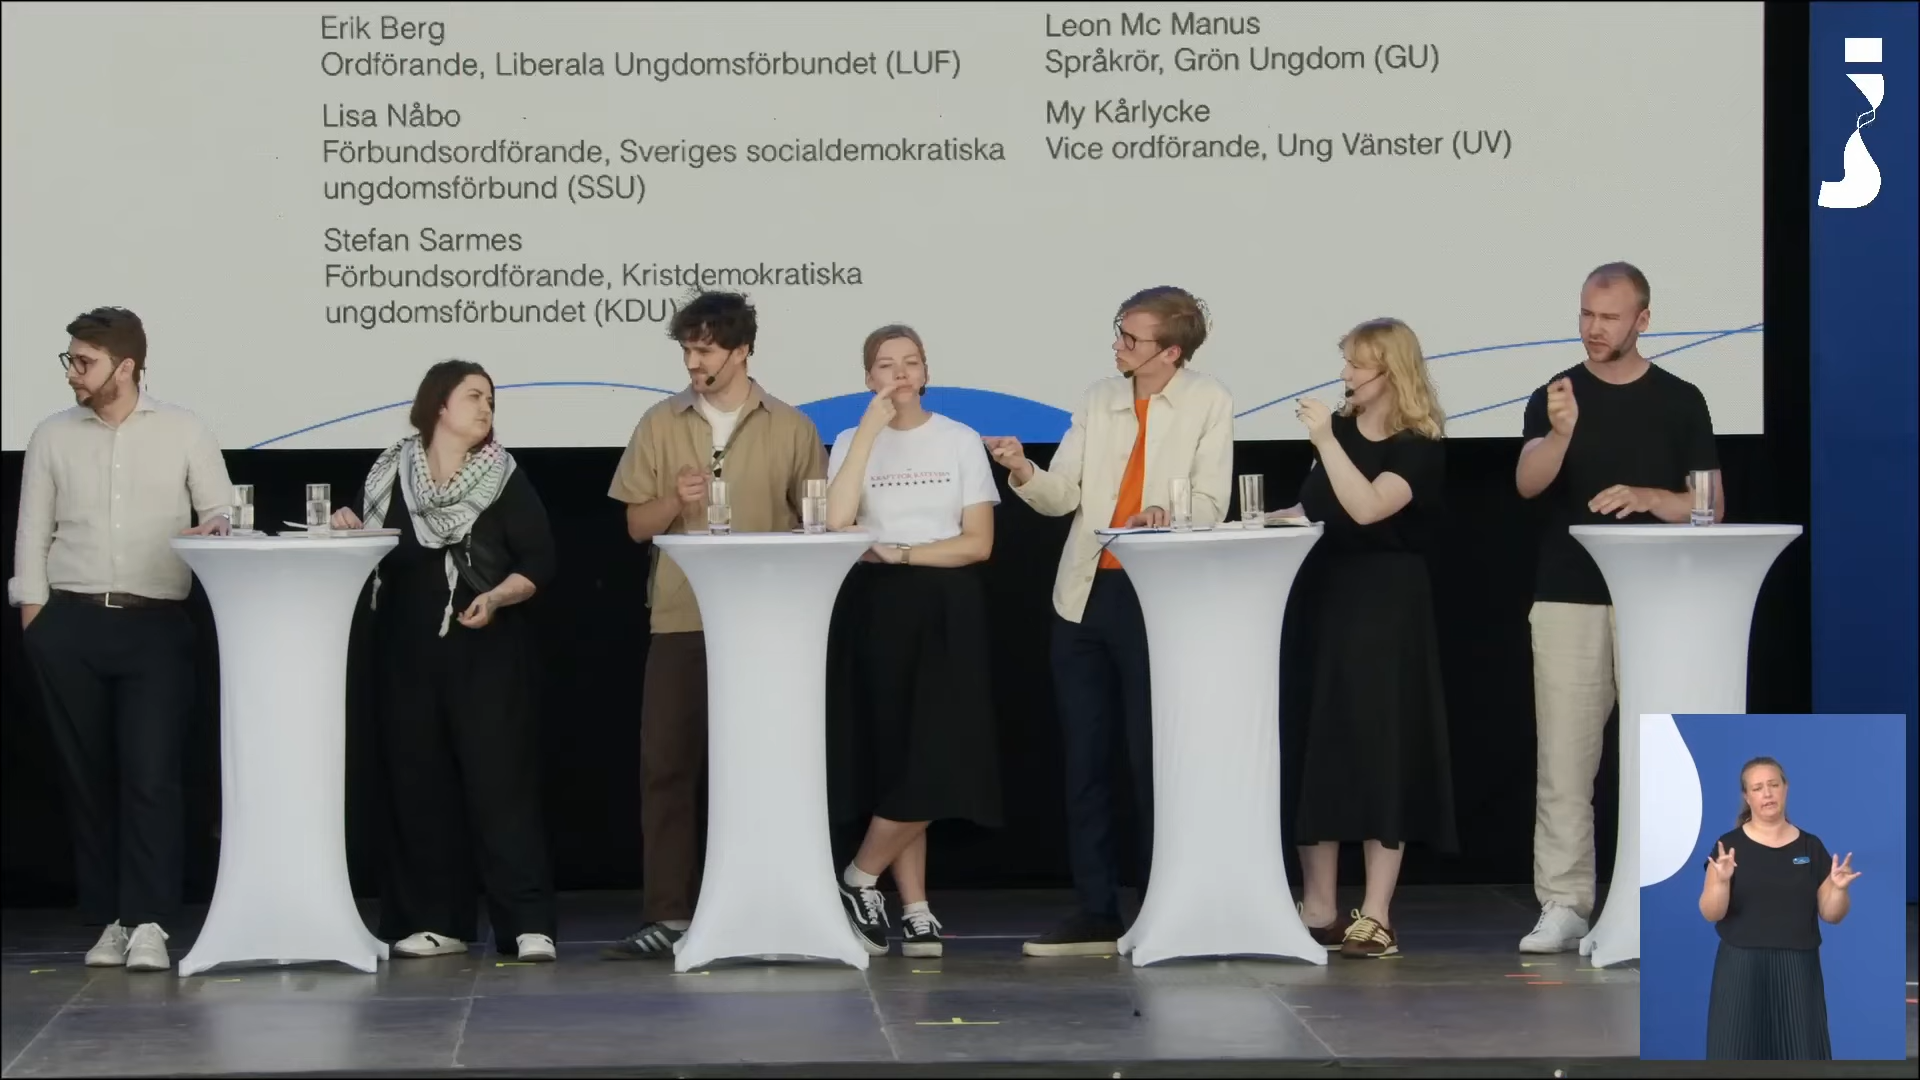 Erik Berg
Ordförande, Liberala Ungdomsförbundet (LUF)
Lisa Nåbo
Förbundsordförande, Sveriges socialdemokratiska
ungdomsförbund (SSU)
Stefan Sarmes
Förbundsordförande, Kristdemokratiska
ungdomsförbundet (KDU)
Leon Mc Manus
Språkrör, Grön Ungdom (GU)
My Kårlycke
Vice ordförande, Ung Vänster (UV)